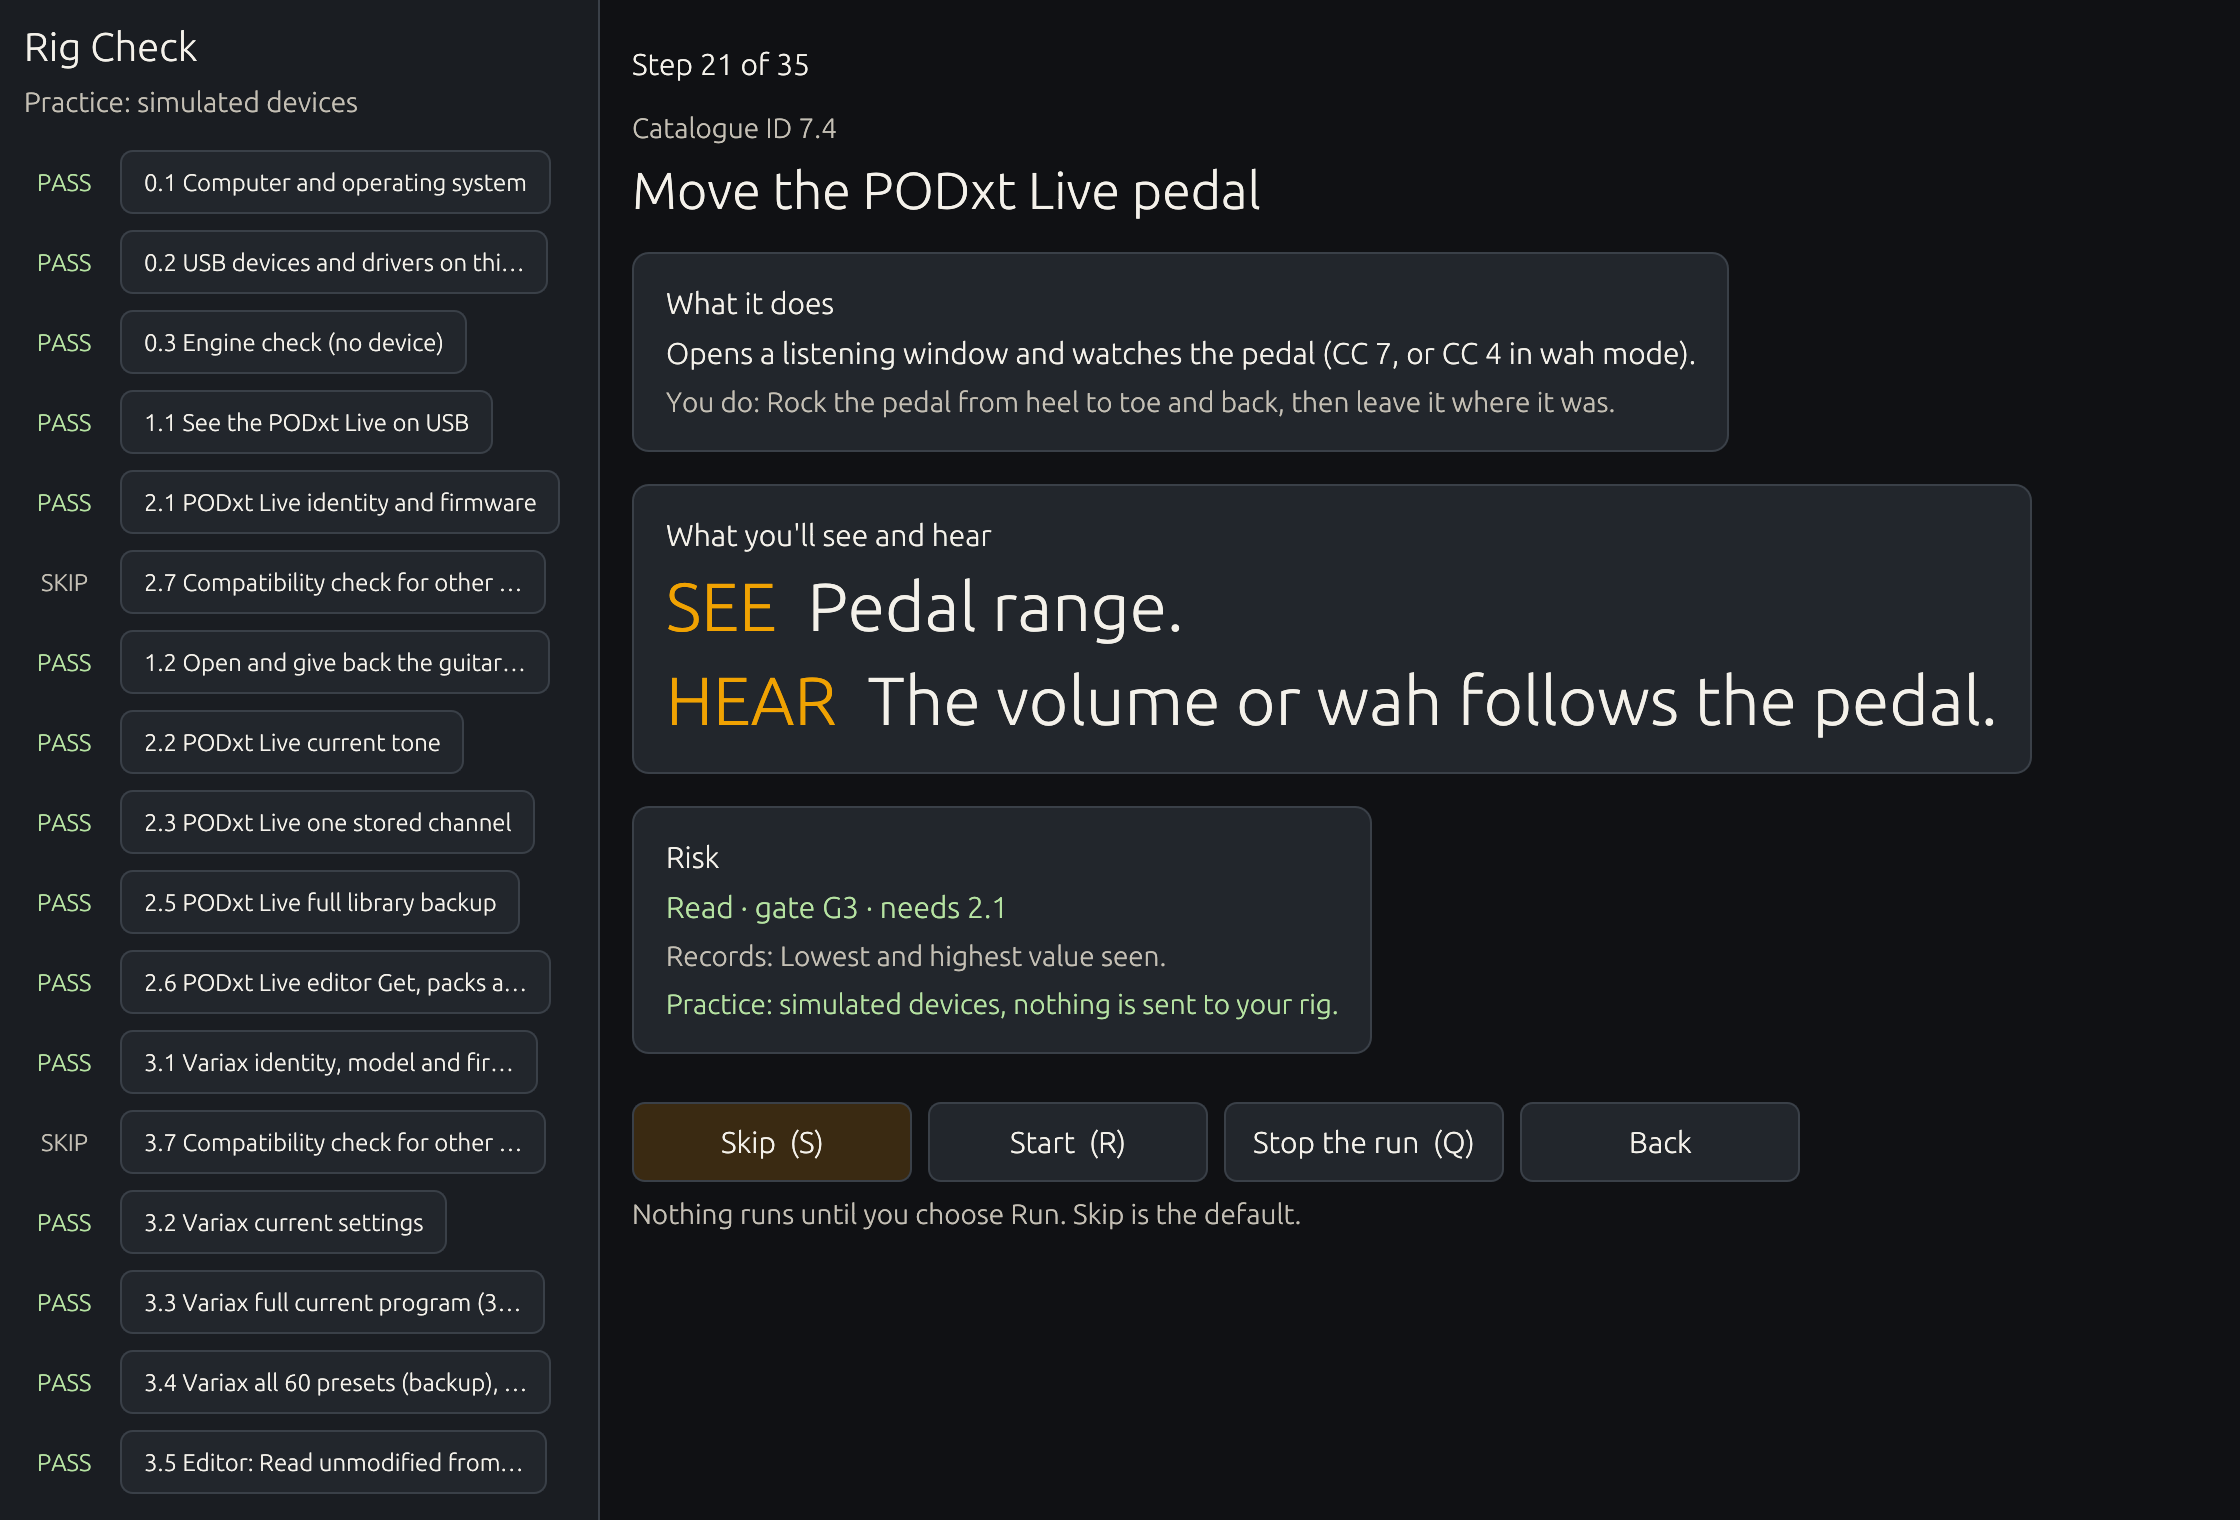 Rig Check
Practice: simulated devices
PASS 0.1 Computer and operating system
PASS 0.2 USB devices and drivers on thi…
PASS 0.3 Engine check (no device)
PASS 1.1 See the PODxt Live on USB
PASS 2.1 PODxt Live identity and firmware
SKIP 2.7 Compatibility check for other …
PASS 1.2 Open and give back the guitar…
PASS 2.2 PODxt Live current tone
PASS 2.3 PODxt Live one stored channel
PASS 2.5 PODxt Live full library backup
PASS 2.6 PODxt Live editor Get, packs a…
PASS 3.1 Variax identity, model and fir…
SKIP 3.7 Compatibility check for other …
PASS 3.2 Variax current settings
PASS 3.3 Variax full current program (3…
PASS 3.4 Variax all 60 presets (backup), …
PASS 3.5 Editor: Read unmodified from…
Step 21 of 35
Catalogue ID 7.4
Move the PODxt Live pedal
What it does
Opens a listening window and watches the pedal (CC 7, or CC 4 in wah mode).
You do: Rock the pedal from heel to toe and back, then leave it where it was.
What you'll see and hear
SEE Pedal range.
HEAR The volume or wah follows the pedal.
Risk
Read · gate G3 · needs 2.1
Records: Lowest and highest value seen.
Practice: simulated devices, nothing is sent to your rig.
Skip (S) Start (R) Stop the run (Q) Back
Nothing runs until you choose Run. Skip is the default.